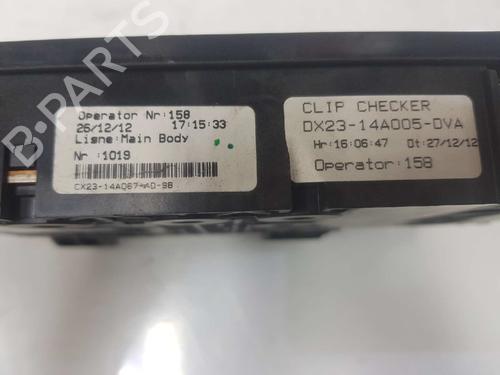 B-PARTS
Operator Nr:158
26/12/12 17:15:33
Ligne:Main Body
Nr :1019
CX23-14A067-AD-98
CLIP CHECKER
DX23-14A005-DVA
Hr:16:06:47 Dt:27/12/12
Operator:158